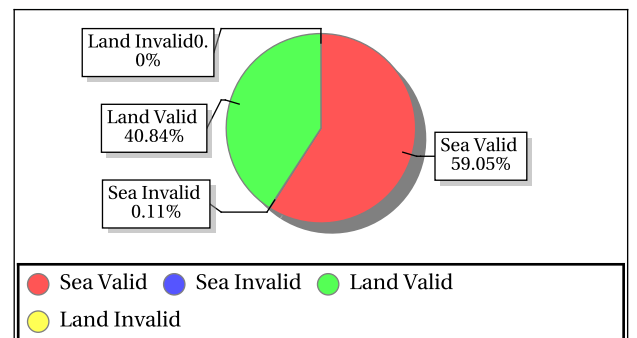 Land Invalid0.
0%
Land Valid
40.84%
Sea Valid
59.05%
Sea Invalid
0.11%
Sea Valid
Sea Invalid
Land Valid
Land Invalid